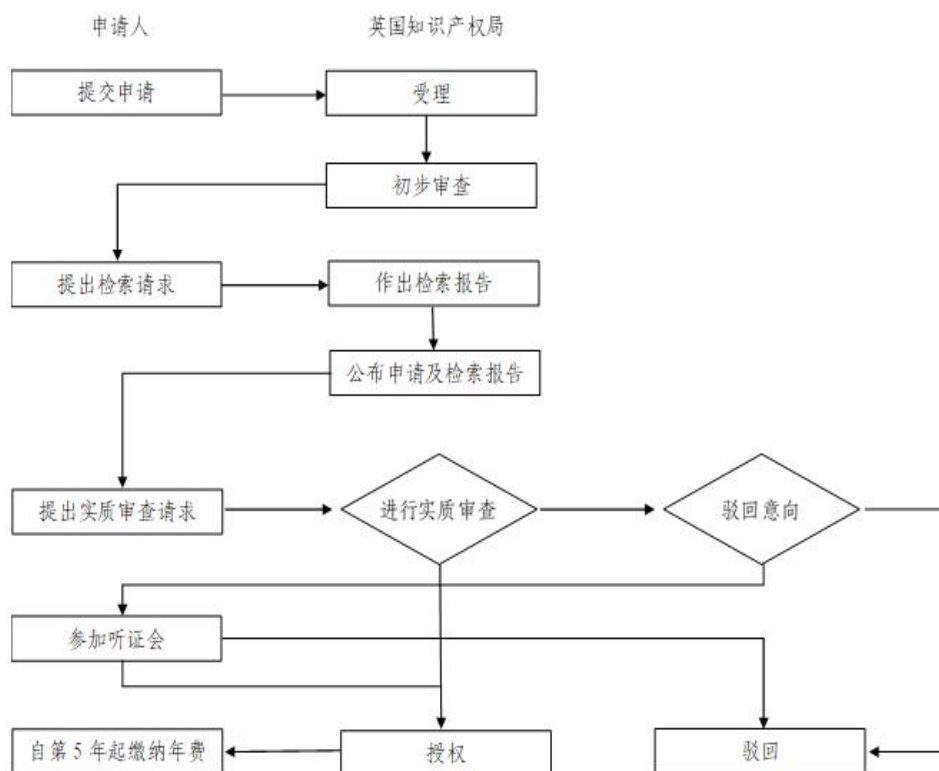 申请人
英国知识产权局
提交申请
受理
初步审查
提出检索请求
作出检索报告
公布申请及检索报告
提出实质审查请求
进行实质审查
驳回意向
参加听证会
自第 5 年起缴纳年费
授权
驳回